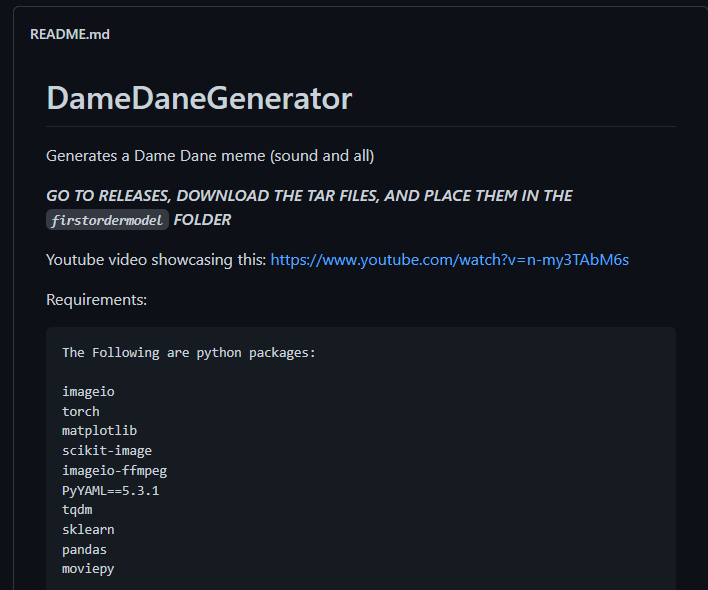 README.md
DameDaneGenerator
Generates a Dame Dane meme (sound and all)
GO TO RELEASES, DOWNLOAD THE TAR FILES, AND PLACE THEM IN THE
firstordermodel FOLDER
Youtube video showcasing this: https://www.youtube.com/watch?v=n-my3TAbM6s
Requirements:
The Following are python packages:
imageio
torch
matplotlib
scikit-image
imageio-ffmpeg
PyYAML==5.3.1
tqdm
sklearn
pandas
moviepy